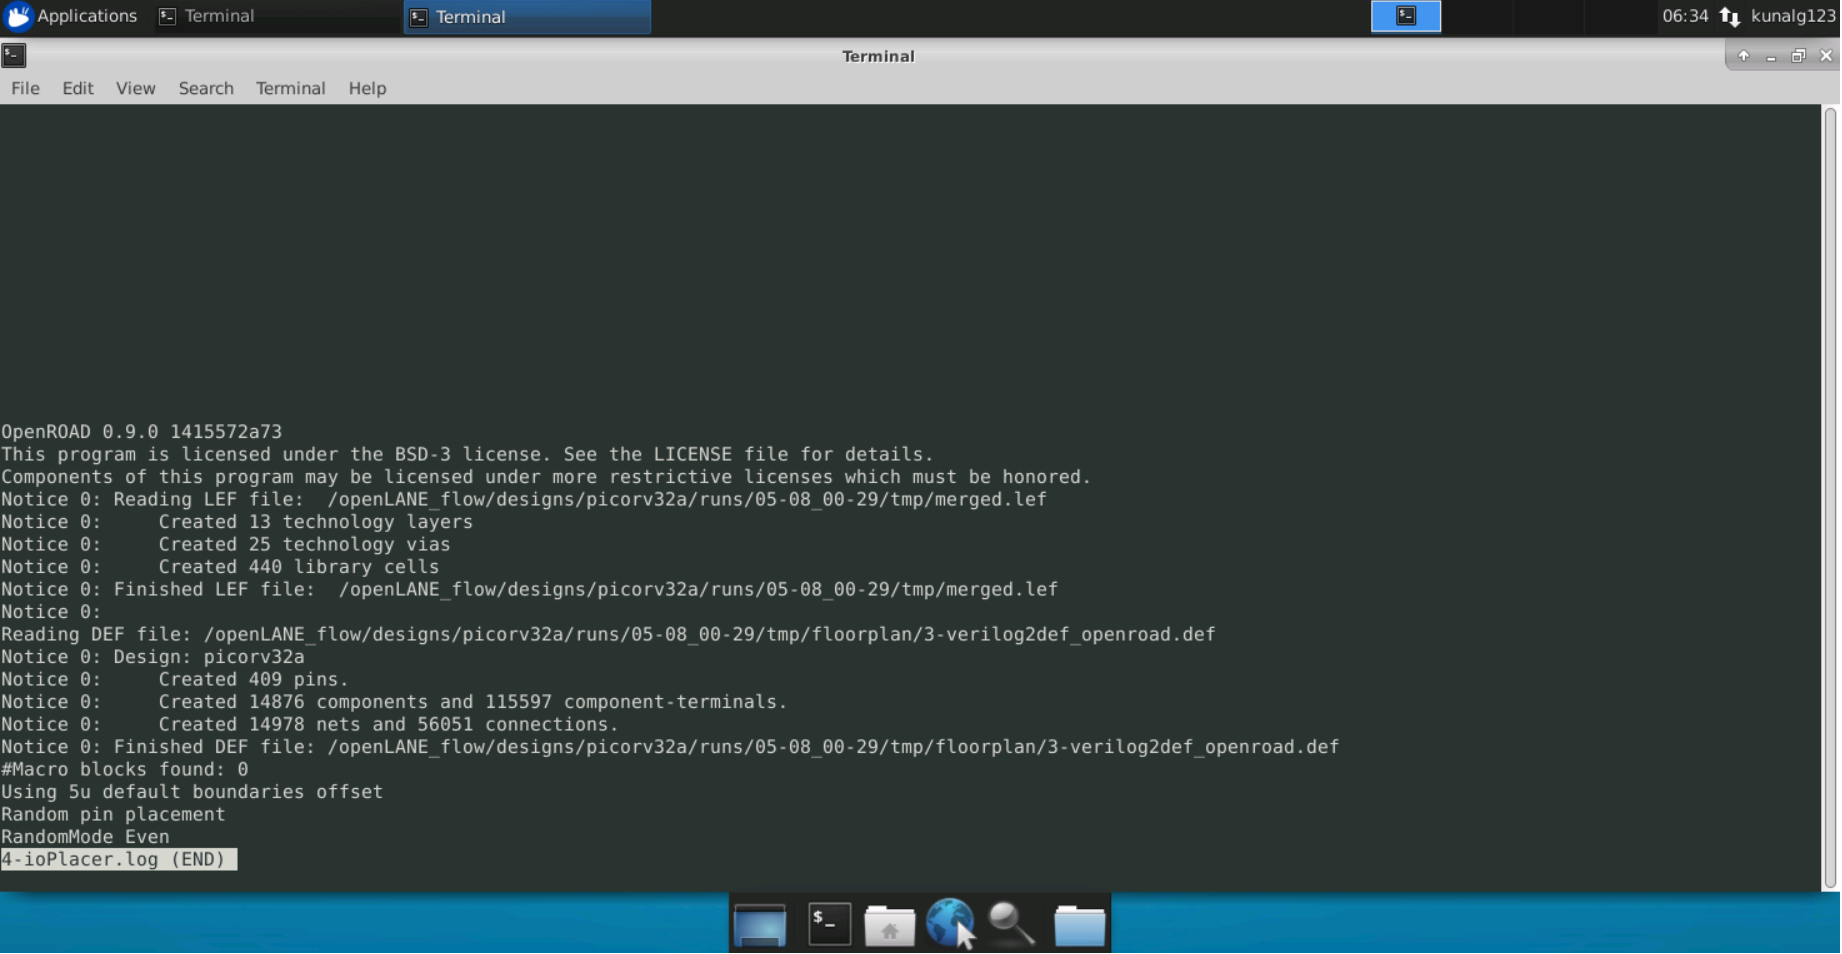 Applications
Terminal
Terminal
06:34
kunalg123
Terminal
File Edit View Search Terminal Help
OpenROAD 0.9.0 1415572a73
This program is licensed under the BSD-3 license. See the LICENSE file for details.
Components of this program may be licensed under more restrictive licenses which must be honored.
Notice 0: Reading LEF file:  /openLANE_flow/designs/picorv32a/runs/05-08_00-29/tmp/merged.lef
Notice 0:     Created 13 technology layers
Notice 0:     Created 25 technology vias
Notice 0:     Created 440 library cells
Notice 0: Finished LEF file:  /openLANE_flow/designs/picorv32a/runs/05-08_00-29/tmp/merged.lef
Notice 0:
Reading DEF file: /openLANE_flow/designs/picorv32a/runs/05-08_00-29/tmp/floorplan/3-verilog2def_openroad.def
Notice 0: Design: picorv32a
Notice 0:     Created 409 pins.
Notice 0:     Created 14876 components and 115597 component-terminals.
Notice 0:     Created 14978 nets and 56051 connections.
Notice 0: Finished DEF file: /openLANE_flow/designs/picorv32a/runs/05-08_00-29/tmp/floorplan/3-verilog2def_openroad.def
#Macro blocks found: 0
Using 5u default boundaries offset
Random pin placement
RandomMode Even
4-ioPlacer.log (END)
$_